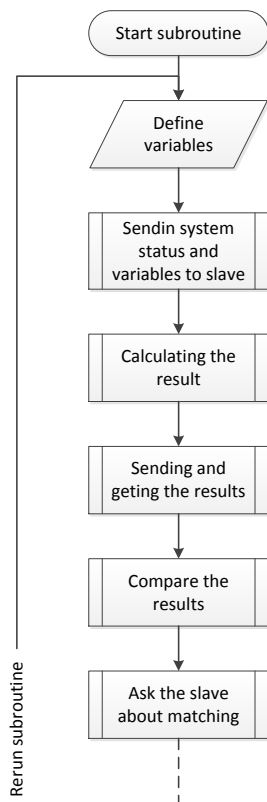 Start subroutine
Define
variables
Sendin system
status and
variables to slave
Calculating the
result
Sending and
geting the results
Compare the
results
Ask the slave
about matching
Rerun subroutine